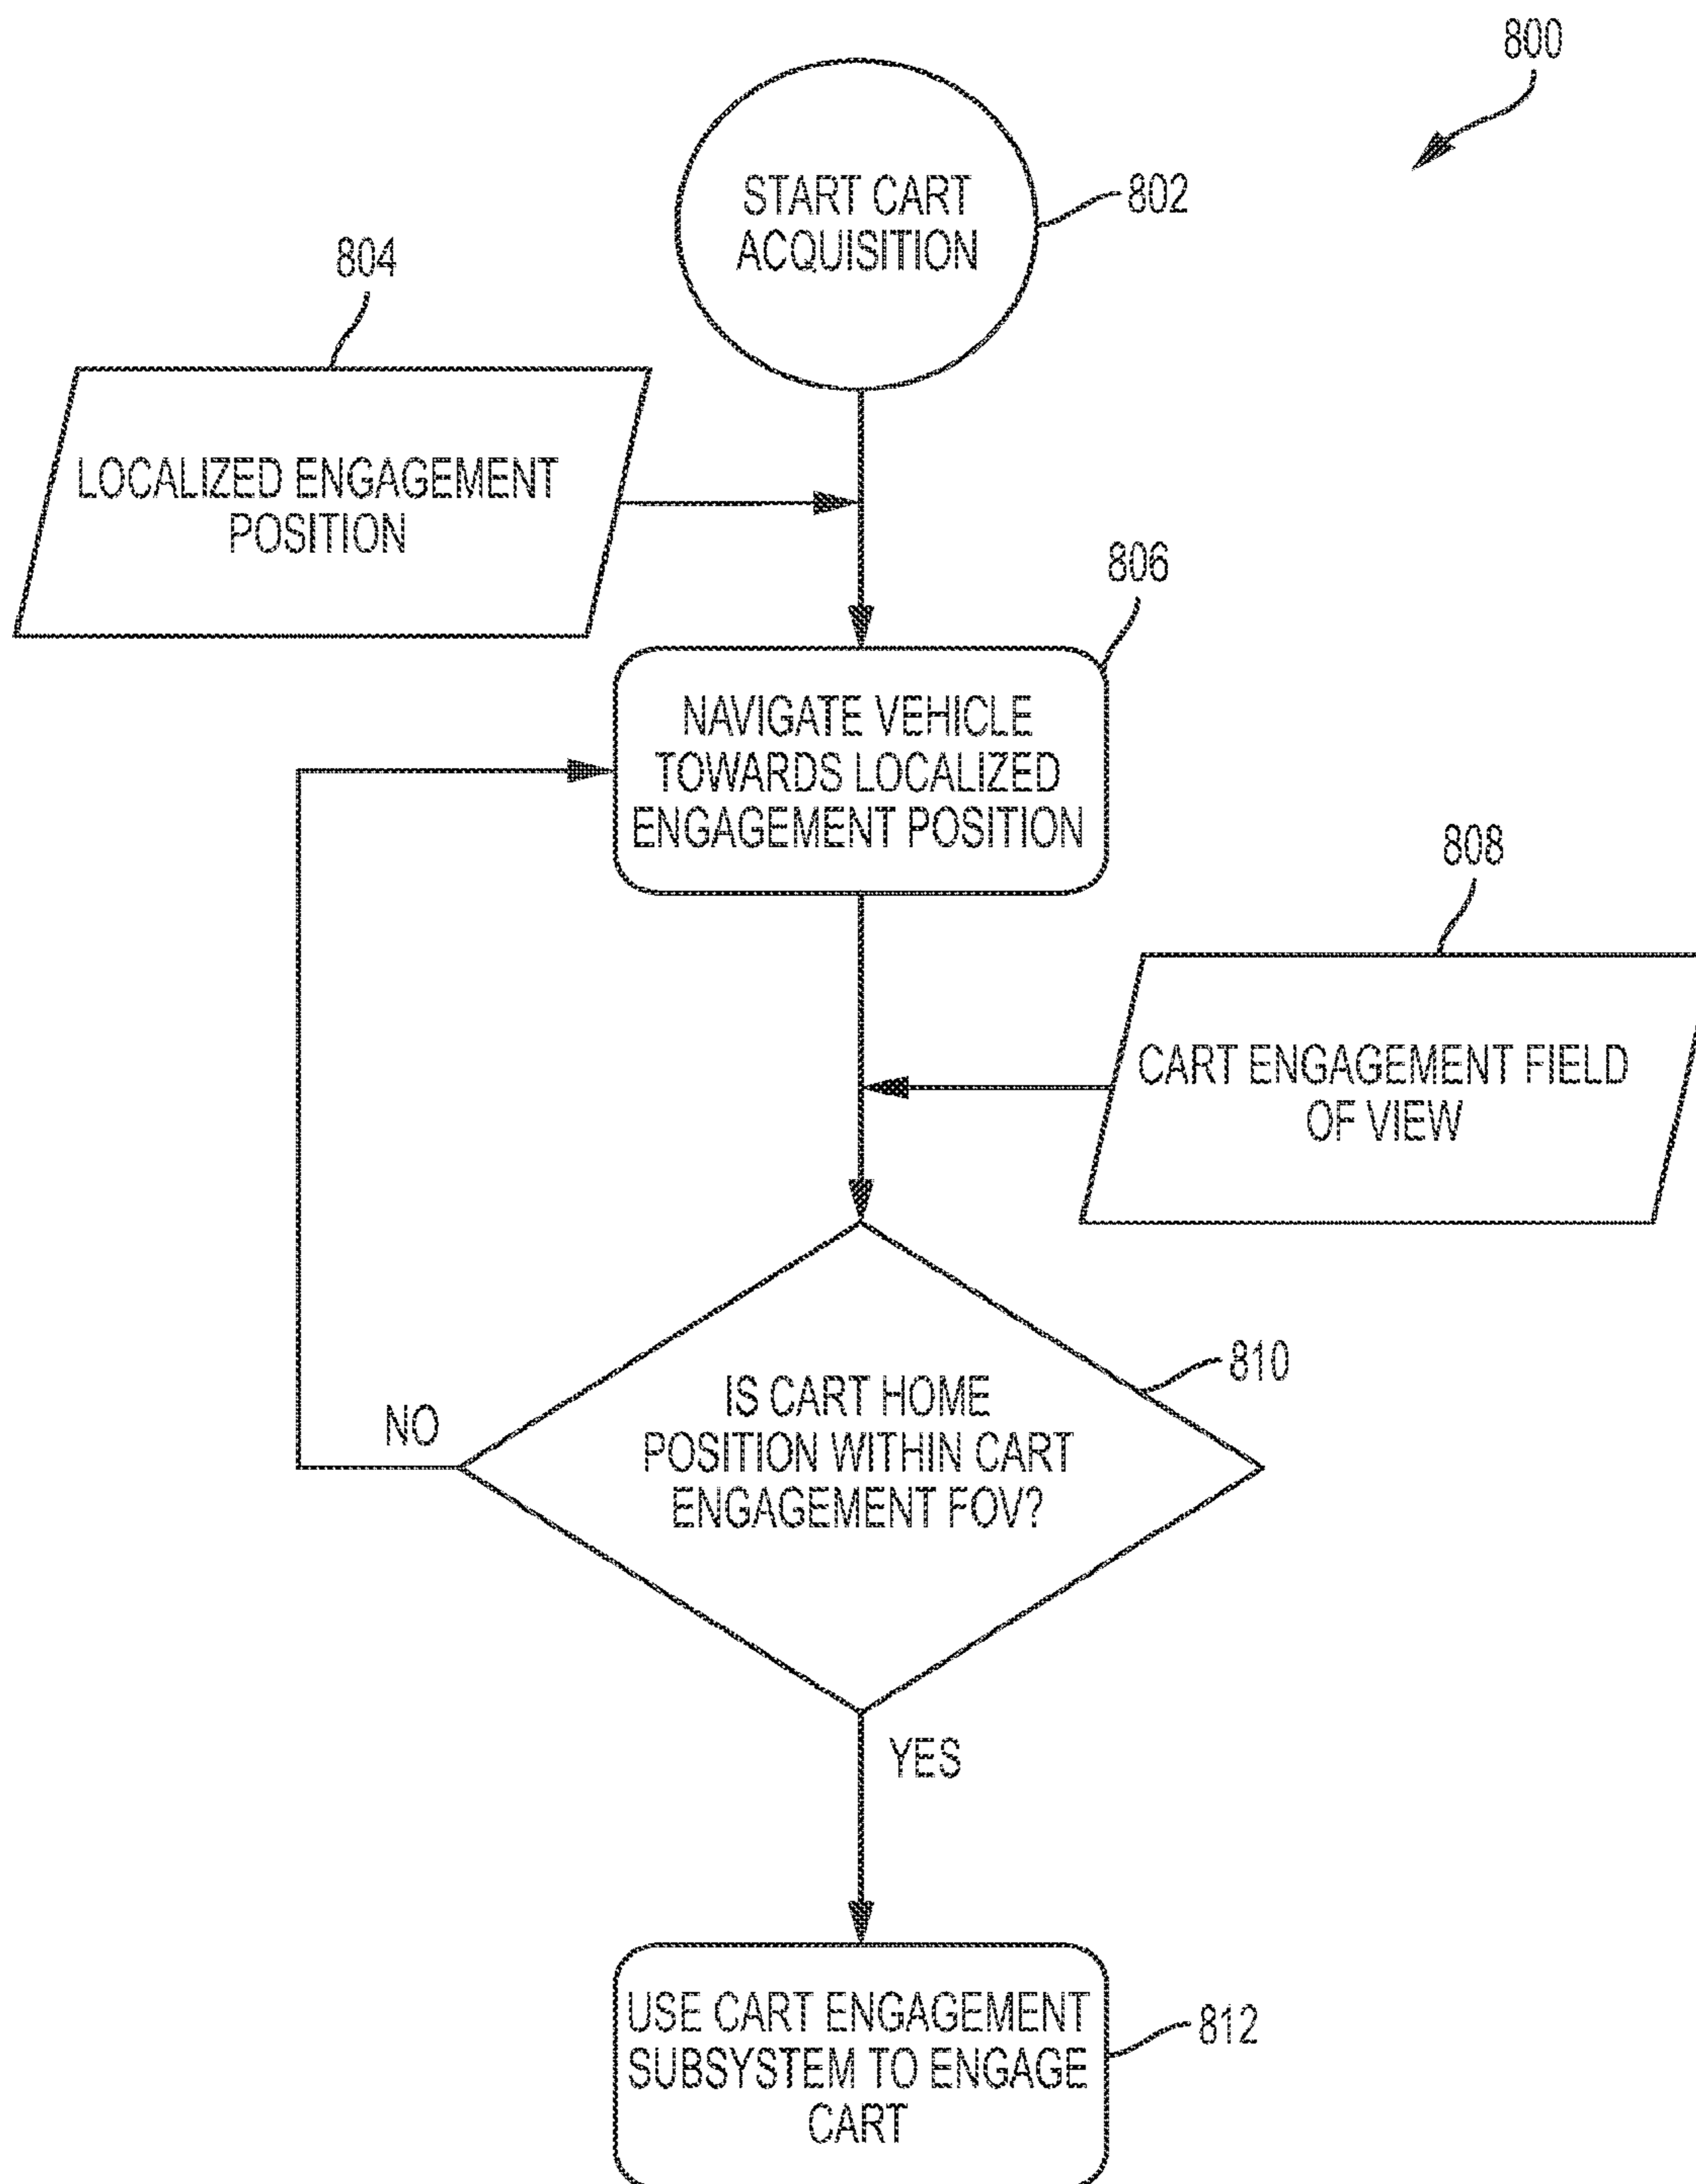 800
START CART
ACQUISITION
802
804
LOCALIZED ENGAGEMENT
POSITION
806
NAVIGATE VEHICLE
TOWARDS LOCALIZED
ENGAGEMENT POSITION
808
CART ENGAGEMENT FIELD
OF VIEW
810
IS CART HOME
POSITION WITHIN CART
ENGAGEMENT FOV?
NO
YES
USE CART ENGAGEMENT
SUBSYSTEM TO ENGAGE
CART
812